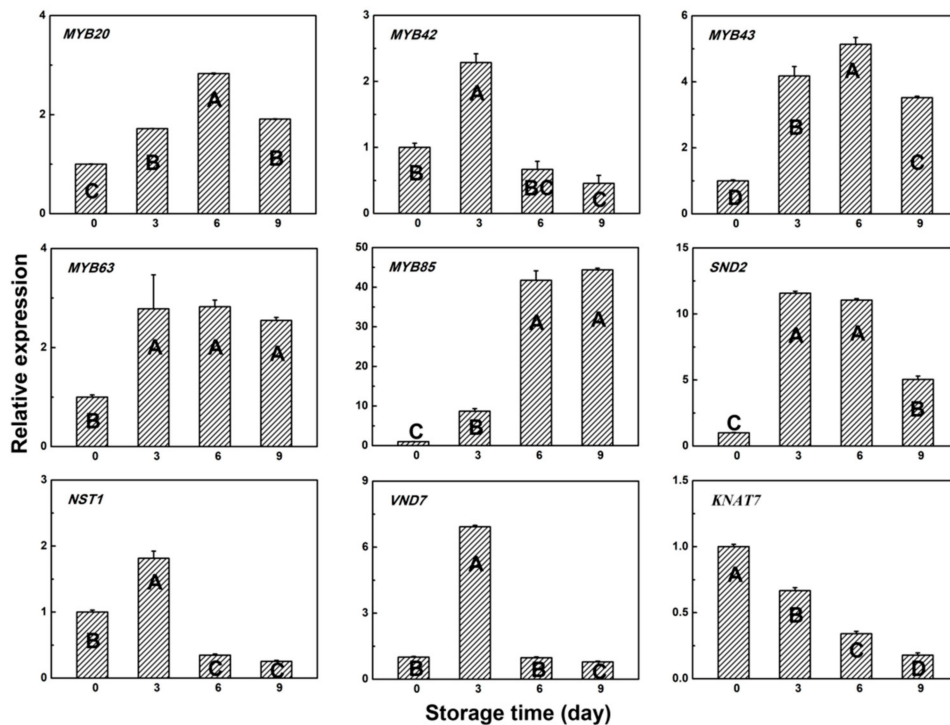 MYB20
4
2
0
C
B
A
B
0
3
6
9
MYB42
3
2
1
0
B
A
BC
C
0
3
6
9
MYB43
6
4
2
0
D
B
A
C
0
3
6
9
Relative expression
MYB63
4
2
0
B
A
A
A
0
3
6
9
MYB85
50
40
30
20
10
0
C
B
A
A
0
3
6
9
SND2
15
10
5
0
C
A
A
B
0
3
6
9
NST1
3
2
1
0
B
A
C
C
0
3
6
9
VND7
9
6
3
0
B
A
B
C
0
3
6
9
KNAT7
1.5
1.0
0.5
0.0
A
B
C
D
0
3
6
9
Storage time (day)